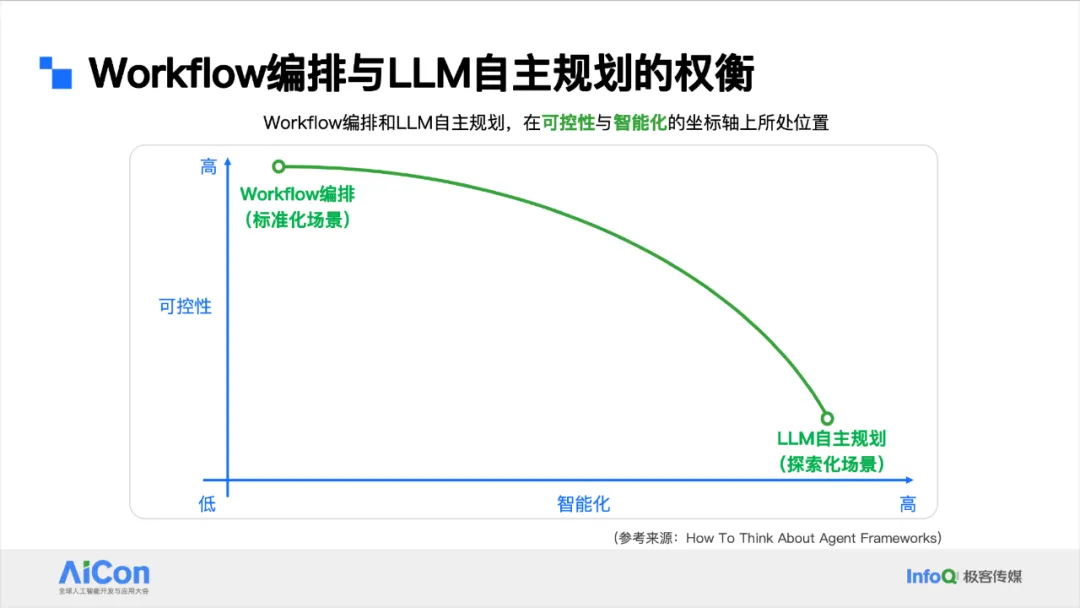 Workflow编排与LLM自主规划的权衡
Workflow编排和LLM自主规划，在可控性与智能化的坐标轴上所处位置
高
Workflow编排
（标准化场景）
可控性
LLM自主规划
（探索化场景）
低
智能化
高
（参考来源：How To Think About Agent Frameworks）
AiCon
全球人工智能开发与应用大会
InfoQ 极客传媒